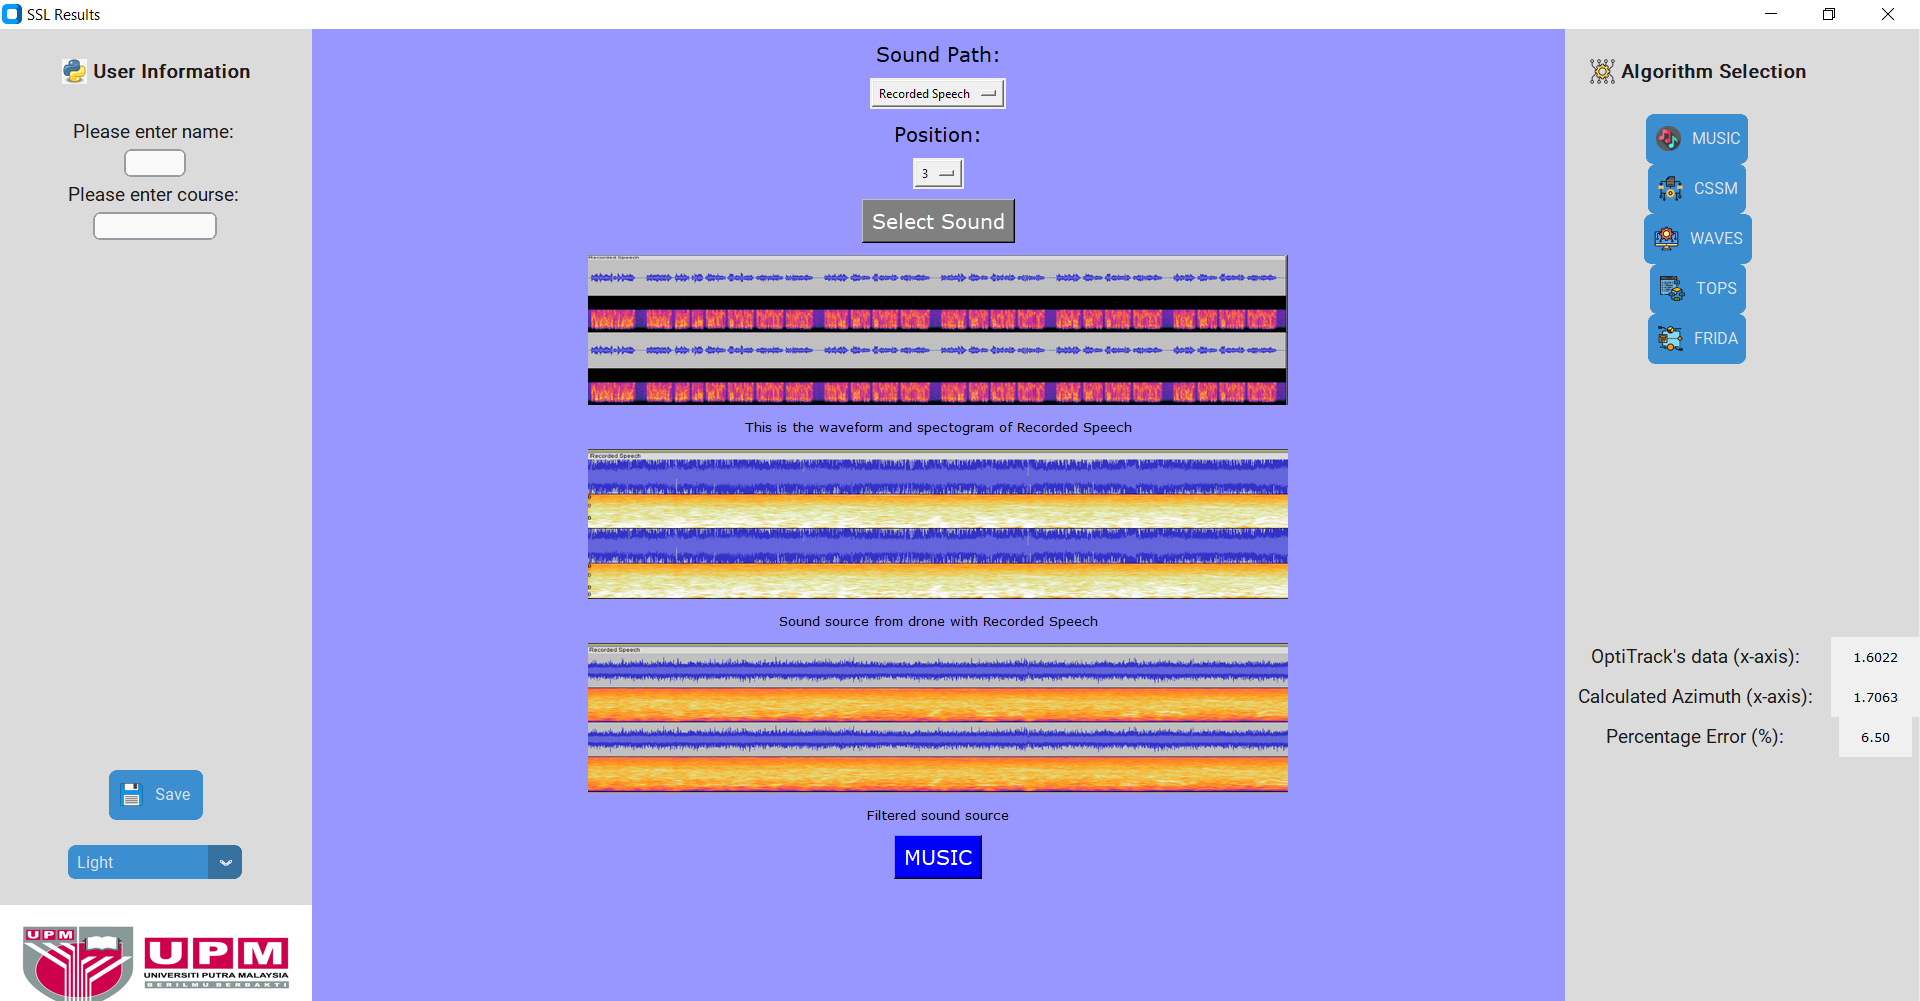 SSL Results
User Information
Please enter name:
Please enter course:
Save
Light
UPM
UPM
UNIVERSITI PUTRA MALAYSIA
BERILMU BERBAKTI
Sound Path:
Recorded Speech
Position:
3
Select Sound
Recorded Speech
This is the waveform and spectogram of Recorded Speech
Recorded Speech
Sound source from drone with Recorded Speech
Recorded Speech
Filtered sound source
MUSIC
Algorithm Selection
MUSIC
CSSM
WAVES
TOPS
FRIDA
OptiTrack's data (x-axis): 1.6022
Calculated Azimuth (x-axis): 1.7063
Percentage Error (%): 6.50